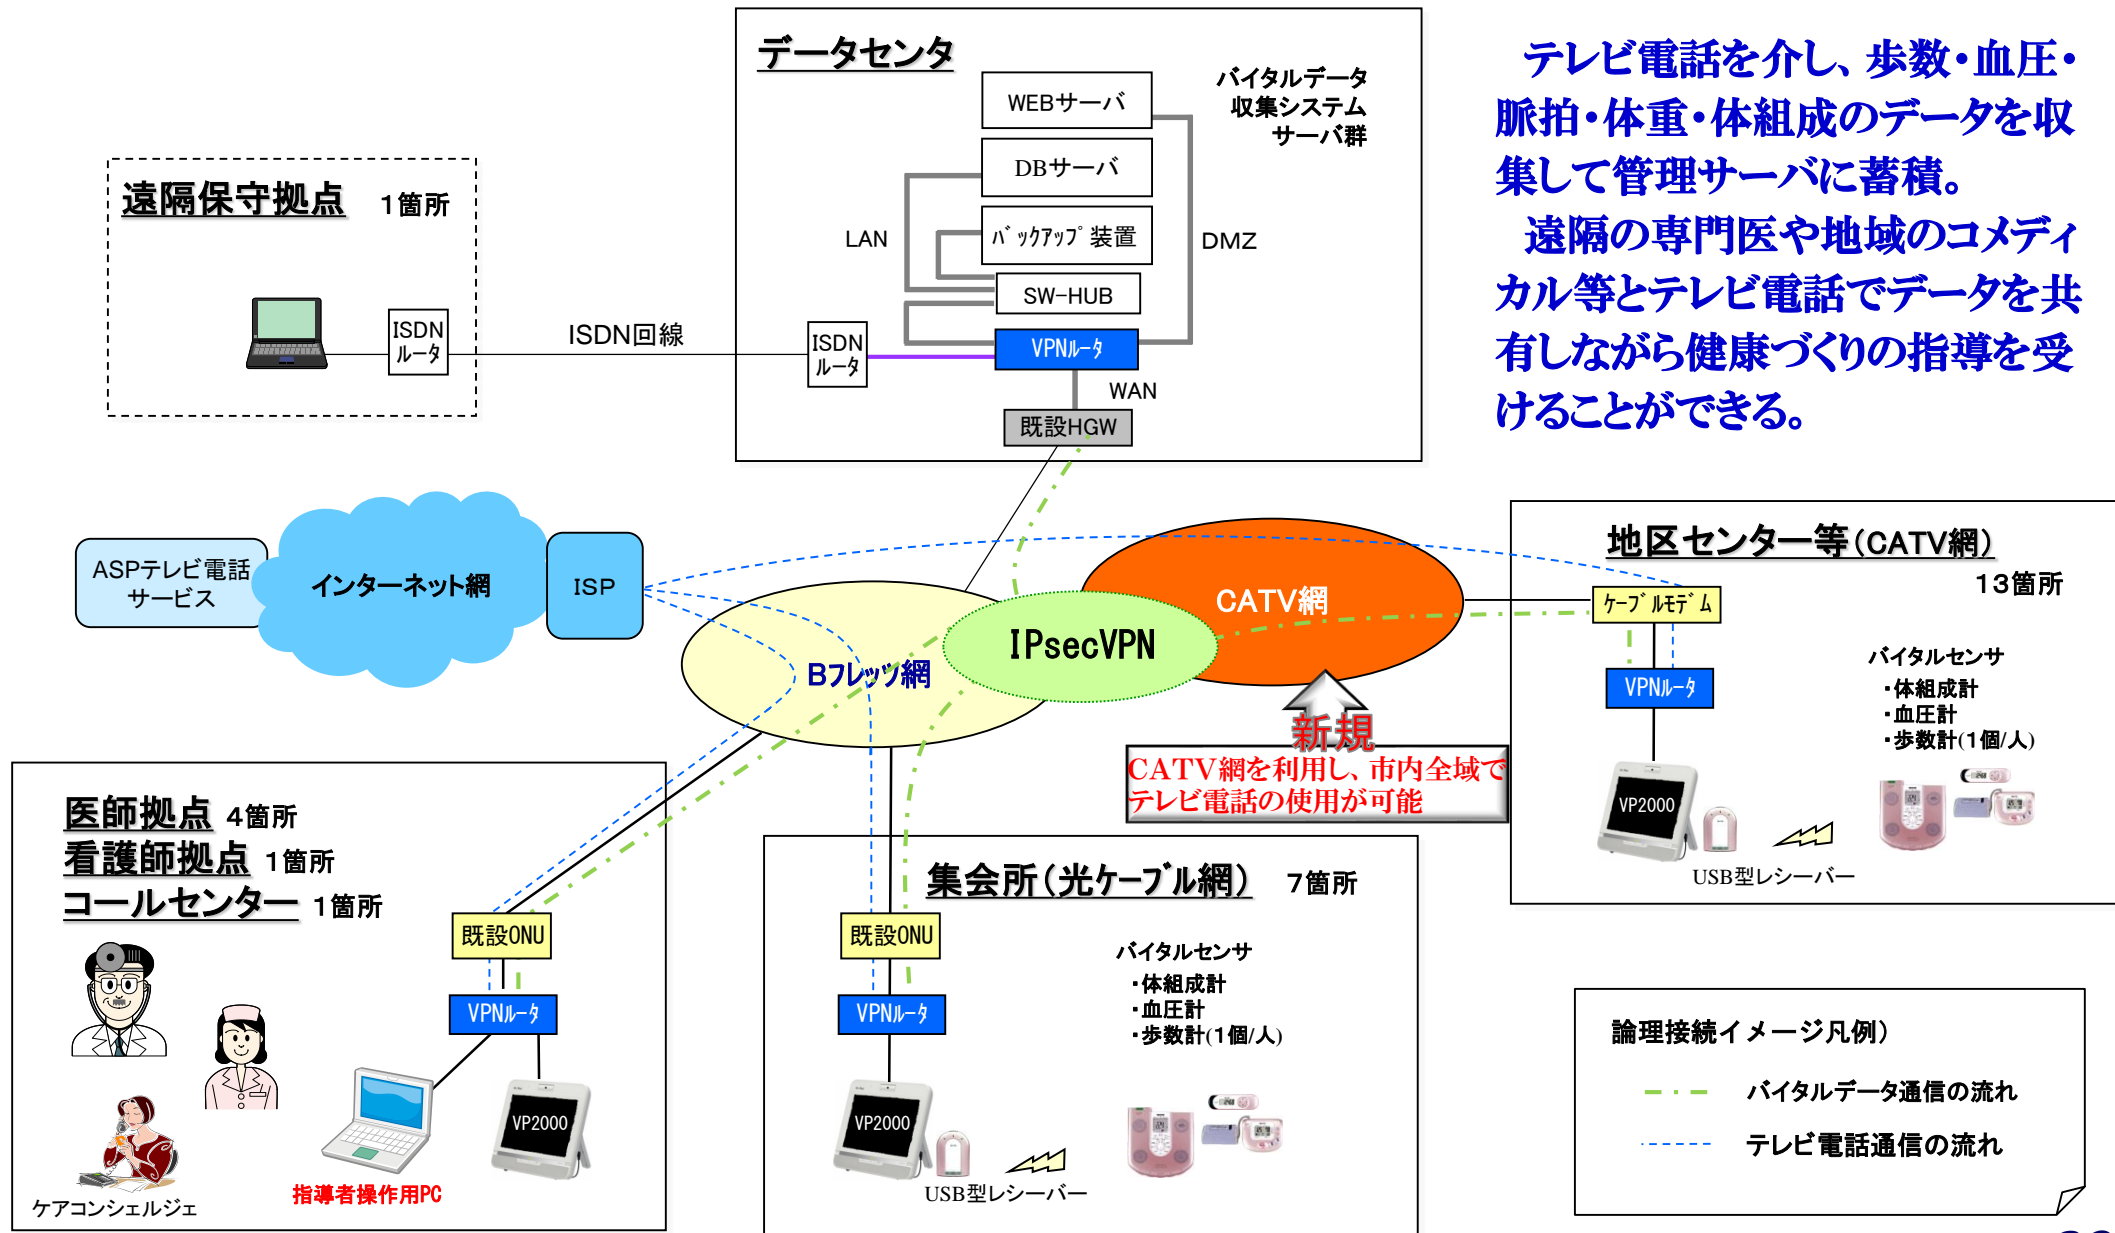 データセンタ
バイタルデータ
収集システム
サーバ群
WEBサーバ
DBサーバ
バックアップ装置
SW-HUB
LAN
DMZ
VPNルータ
WAN
既設HGW
ISDN
ルータ
ISDN回線
遠隔保守拠点 1箇所
ISDN
ルータ
テレビ電話を介し、歩数・血圧・
脈拍・体重・体組成のデータを収
集して管理サーバに蓄積。
遠隔の専門医や地域のコメディ
カル等とテレビ電話でデータを共
有しながら健康づくりの指導を受
けることができる。
ASPテレビ電話
サービス
インターネット網
ISP
Bフレッツ網
IPsecVPN
CATV網
新規
CATV網を利用し、市内全域で
テレビ電話の使用が可能
地区センター等(CATV網)
13箇所
ケーブルモデム
VPNルータ
バイタルセンサ
・体組成計
・血圧計
・歩数計(1個/人)
VP2000
USB型レシーバー
医師拠点 4箇所
看護師拠点 1箇所
コールセンター 1箇所
既設ONU
VPNルータ
VP2000
指導者操作用PC
ケアコンシェルジェ
集会所(光ケーブル網) 7箇所
既設ONU
VPNルータ
バイタルセンサ
・体組成計
・血圧計
・歩数計(1個/人)
VP2000
USB型レシーバー
論理接続イメージ凡例)
バイタルデータ通信の流れ
テレビ電話通信の流れ